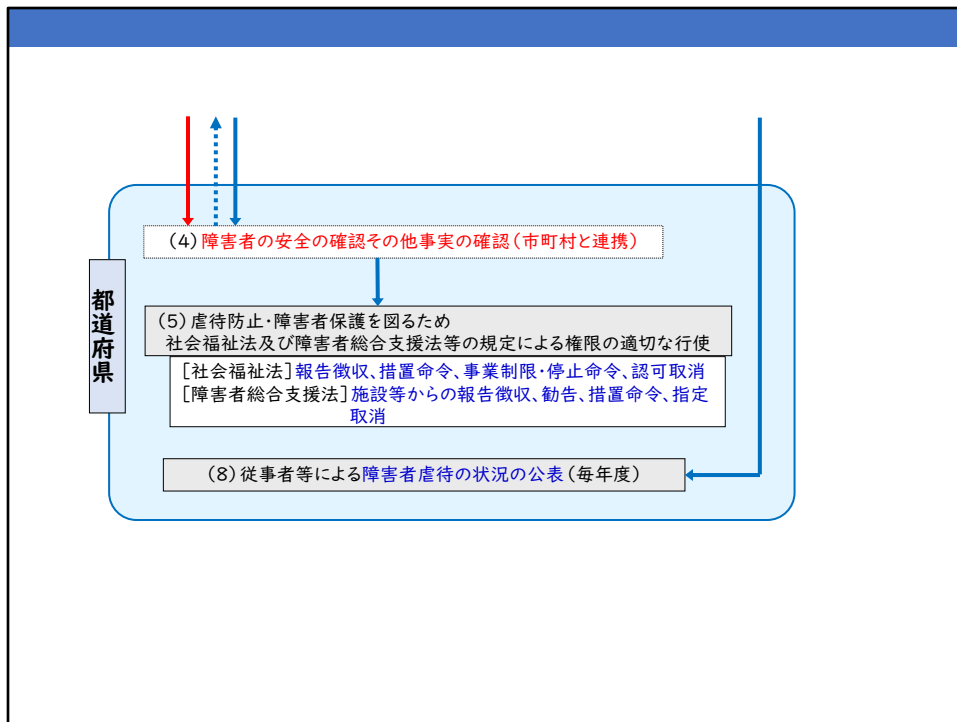 (4)障害者の安全の確認その他事実の確認(市町村と連携)
都道府県
(5)虐待防止・障害者保護を図るため
社会福祉法及び障害者総合支援法等の規定による権限の適切な行使
[社会福祉法]報告徴収、措置命令、事業制限・停止命令、認可取消
[障害者総合支援法]施設等からの報告徴収、勧告、措置命令、指定
取消
(8)従事者等による障害者虐待の状況の公表(毎年度)